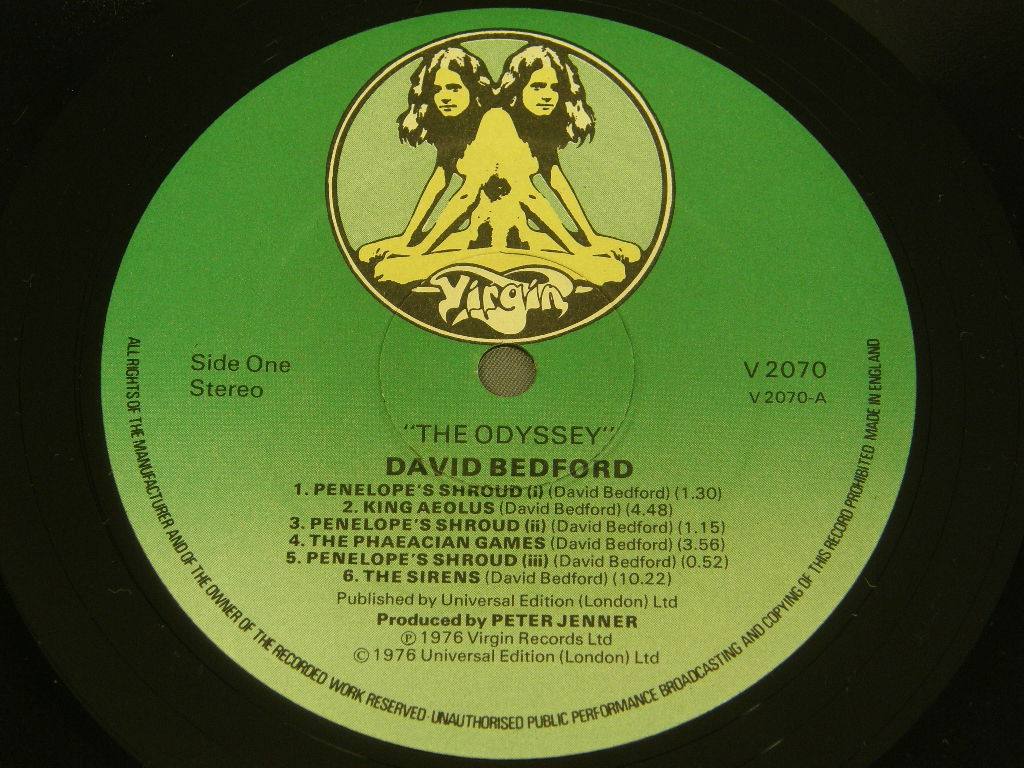 Virgin
Side One
Stereo
V 2070
V 2070-A
"THE ODYSSEY"
DAVID BEDFORD
1. PENELOPE'S SHROUD (i) (David Bedford) (1.30)
2. KING AEOLUS (David Bedford) (4.48)
3. PENELOPE'S SHROUD (ii) (David Bedford) (1.15)
4. THE PHAEACIAN GAMES (David Bedford) (3.56)
5. PENELOPE'S SHROUD (iii) (David Bedford) (0.52)
6. THE SIRENS (David Bedford) (10.22)
Published by Universal Edition (London) Ltd
Produced by PETER JENNER
℗ 1976 Virgin Records Ltd
© 1976 Universal Edition (London) Ltd
ALL RIGHTS OF THE MANUFACTURER AND OF THE OWNER OF THE RECORDED WORK RESERVED·UNAUTHORISED PUBLIC PERFORMANCE BROADCASTING AND COPYING OF THIS RECORD PROHIBITED MADE IN ENGLAND